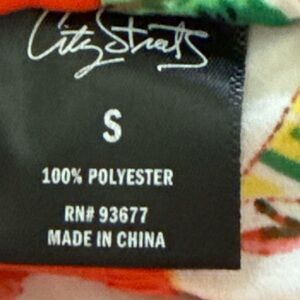 City Streets
S
100% POLYESTER
RN# 93677
MADE IN CHINA